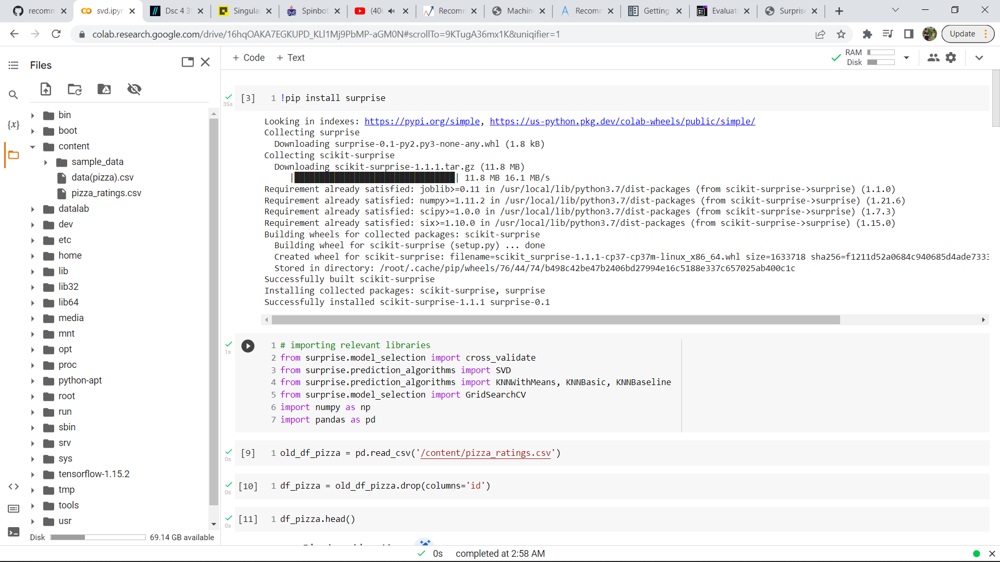 recomm
svd.ipyn
Dsc 4 39
Singular
Spinbot
(406
Recomm
Machin
Recomm
Getting
Evaluati
Surprise
colab.research.google.com/drive/16hqOAKA7EGKUPD_KLl1Mj9PbMP-aGM0N#scrollTo=9KTugA36mx1K&uniqifier=1
Update
Files
+ Code + Text
RAM
Disk
{x}
bin
boot
content
sample_data
data(pizza).csv
pizza_ratings.csv
datalab
dev
etc
home
lib
lib32
lib64
media
mnt
opt
proc
python-apt
root
run
sbin
srv
sys
tensorflow-1.15.2
tmp
tools
usr
Disk 69.14 GB available
35s [3] 1 !pip install surprise
Looking in indexes: https://pypi.org/simple, https://us-python.pkg.dev/colab-wheels/public/simple/
Collecting surprise
Downloading surprise-0.1-py2.py3-none-any.whl (1.8 kB)
Collecting scikit-surprise
Downloading scikit-surprise-1.1.1.tar.gz (11.8 MB)
| | 11.8 MB 16.1 MB/s
Requirement already satisfied: joblib>=0.11 in /usr/local/lib/python3.7/dist-packages (from scikit-surprise->surprise) (1.1.0)
Requirement already satisfied: numpy>=1.11.2 in /usr/local/lib/python3.7/dist-packages (from scikit-surprise->surprise) (1.21.6)
Requirement already satisfied: scipy>=1.0.0 in /usr/local/lib/python3.7/dist-packages (from scikit-surprise->surprise) (1.7.3)
Requirement already satisfied: six>=1.10.0 in /usr/local/lib/python3.7/dist-packages (from scikit-surprise->surprise) (1.15.0)
Building wheels for collected packages: scikit-surprise
Building wheel for scikit-surprise (setup.py) ... done
Created wheel for scikit-surprise: filename=scikit_surprise-1.1.1-cp37-cp37m-linux_x86_64.whl size=1633718 sha256=f1211d52a0684c940685d4ade7333
Stored in directory: /root/.cache/pip/wheels/76/44/74/b498c42be47b2406bd27994e16c5188e337c657025ab400c1c
Successfully built scikit-surprise
Installing collected packages: scikit-surprise, surprise
Successfully installed scikit-surprise-1.1.1 surprise-0.1
1s
1 # importing relevant libraries
2 from surprise.model_selection import cross_validate
3 from surprise.prediction_algorithms import SVD
4 from surprise.prediction_algorithms import KNNWithMeans, KNNBasic, KNNBaseline
5 from surprise.model_selection import GridSearchCV
6 import numpy as np
7 import pandas as pd
0s [9] 1 old_df_pizza = pd.read_csv('/content/pizza_ratings.csv')
0s [10] 1 df_pizza = old_df_pizza.drop(columns='id')
0s [11] 1 df_pizza.head()
0s completed at 2:58 AM